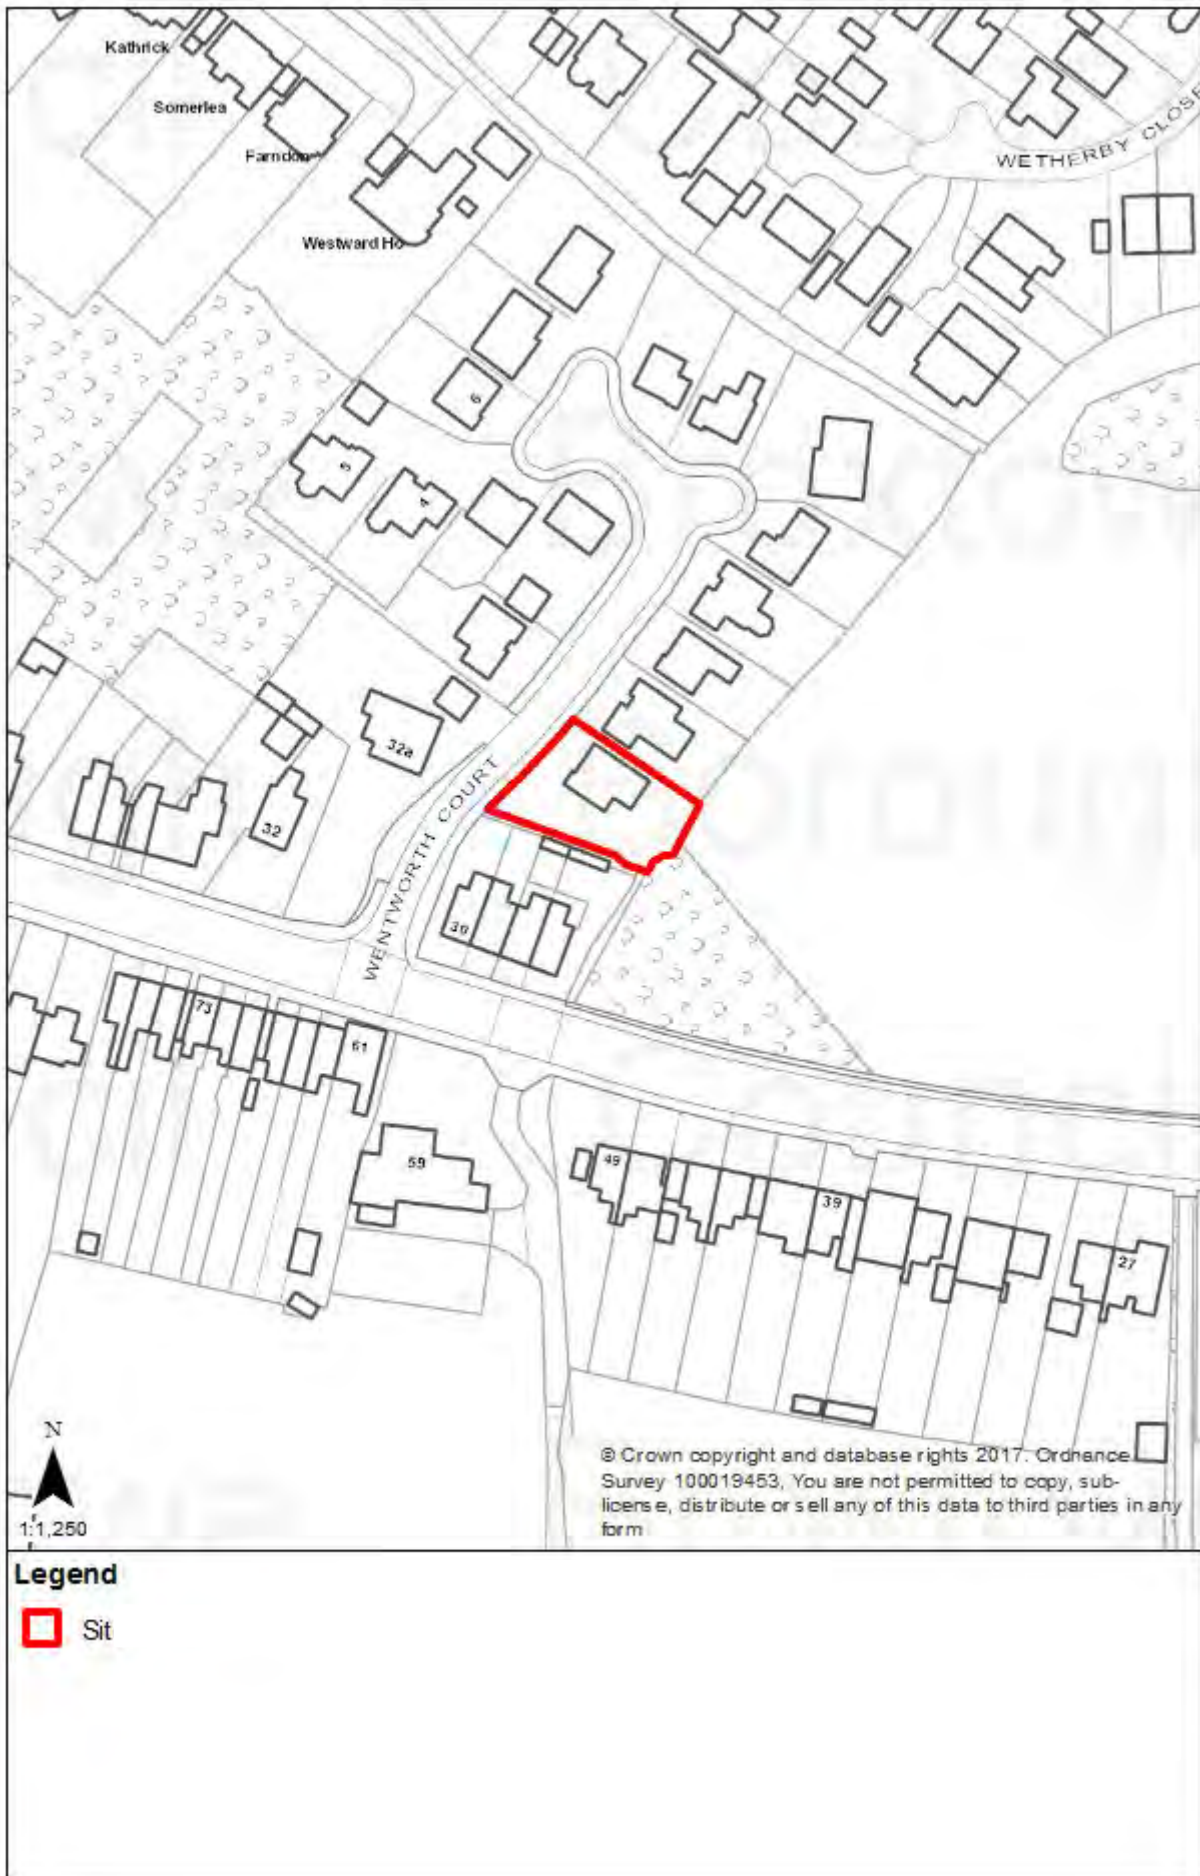 Kathrick
Somerlea
Farndon
Westward Ho
WETHERBY CLOSE
6
5
4
32a
32
WENTWORTH COURT
30
73
61
59
49
39
27
N
1:1,250
© Crown copyright and database rights 2017. Ordnance
Survey 100019453, You are not permitted to copy, sub-
license, distribute or sell any of this data to third parties in any
form
Legend
Sit